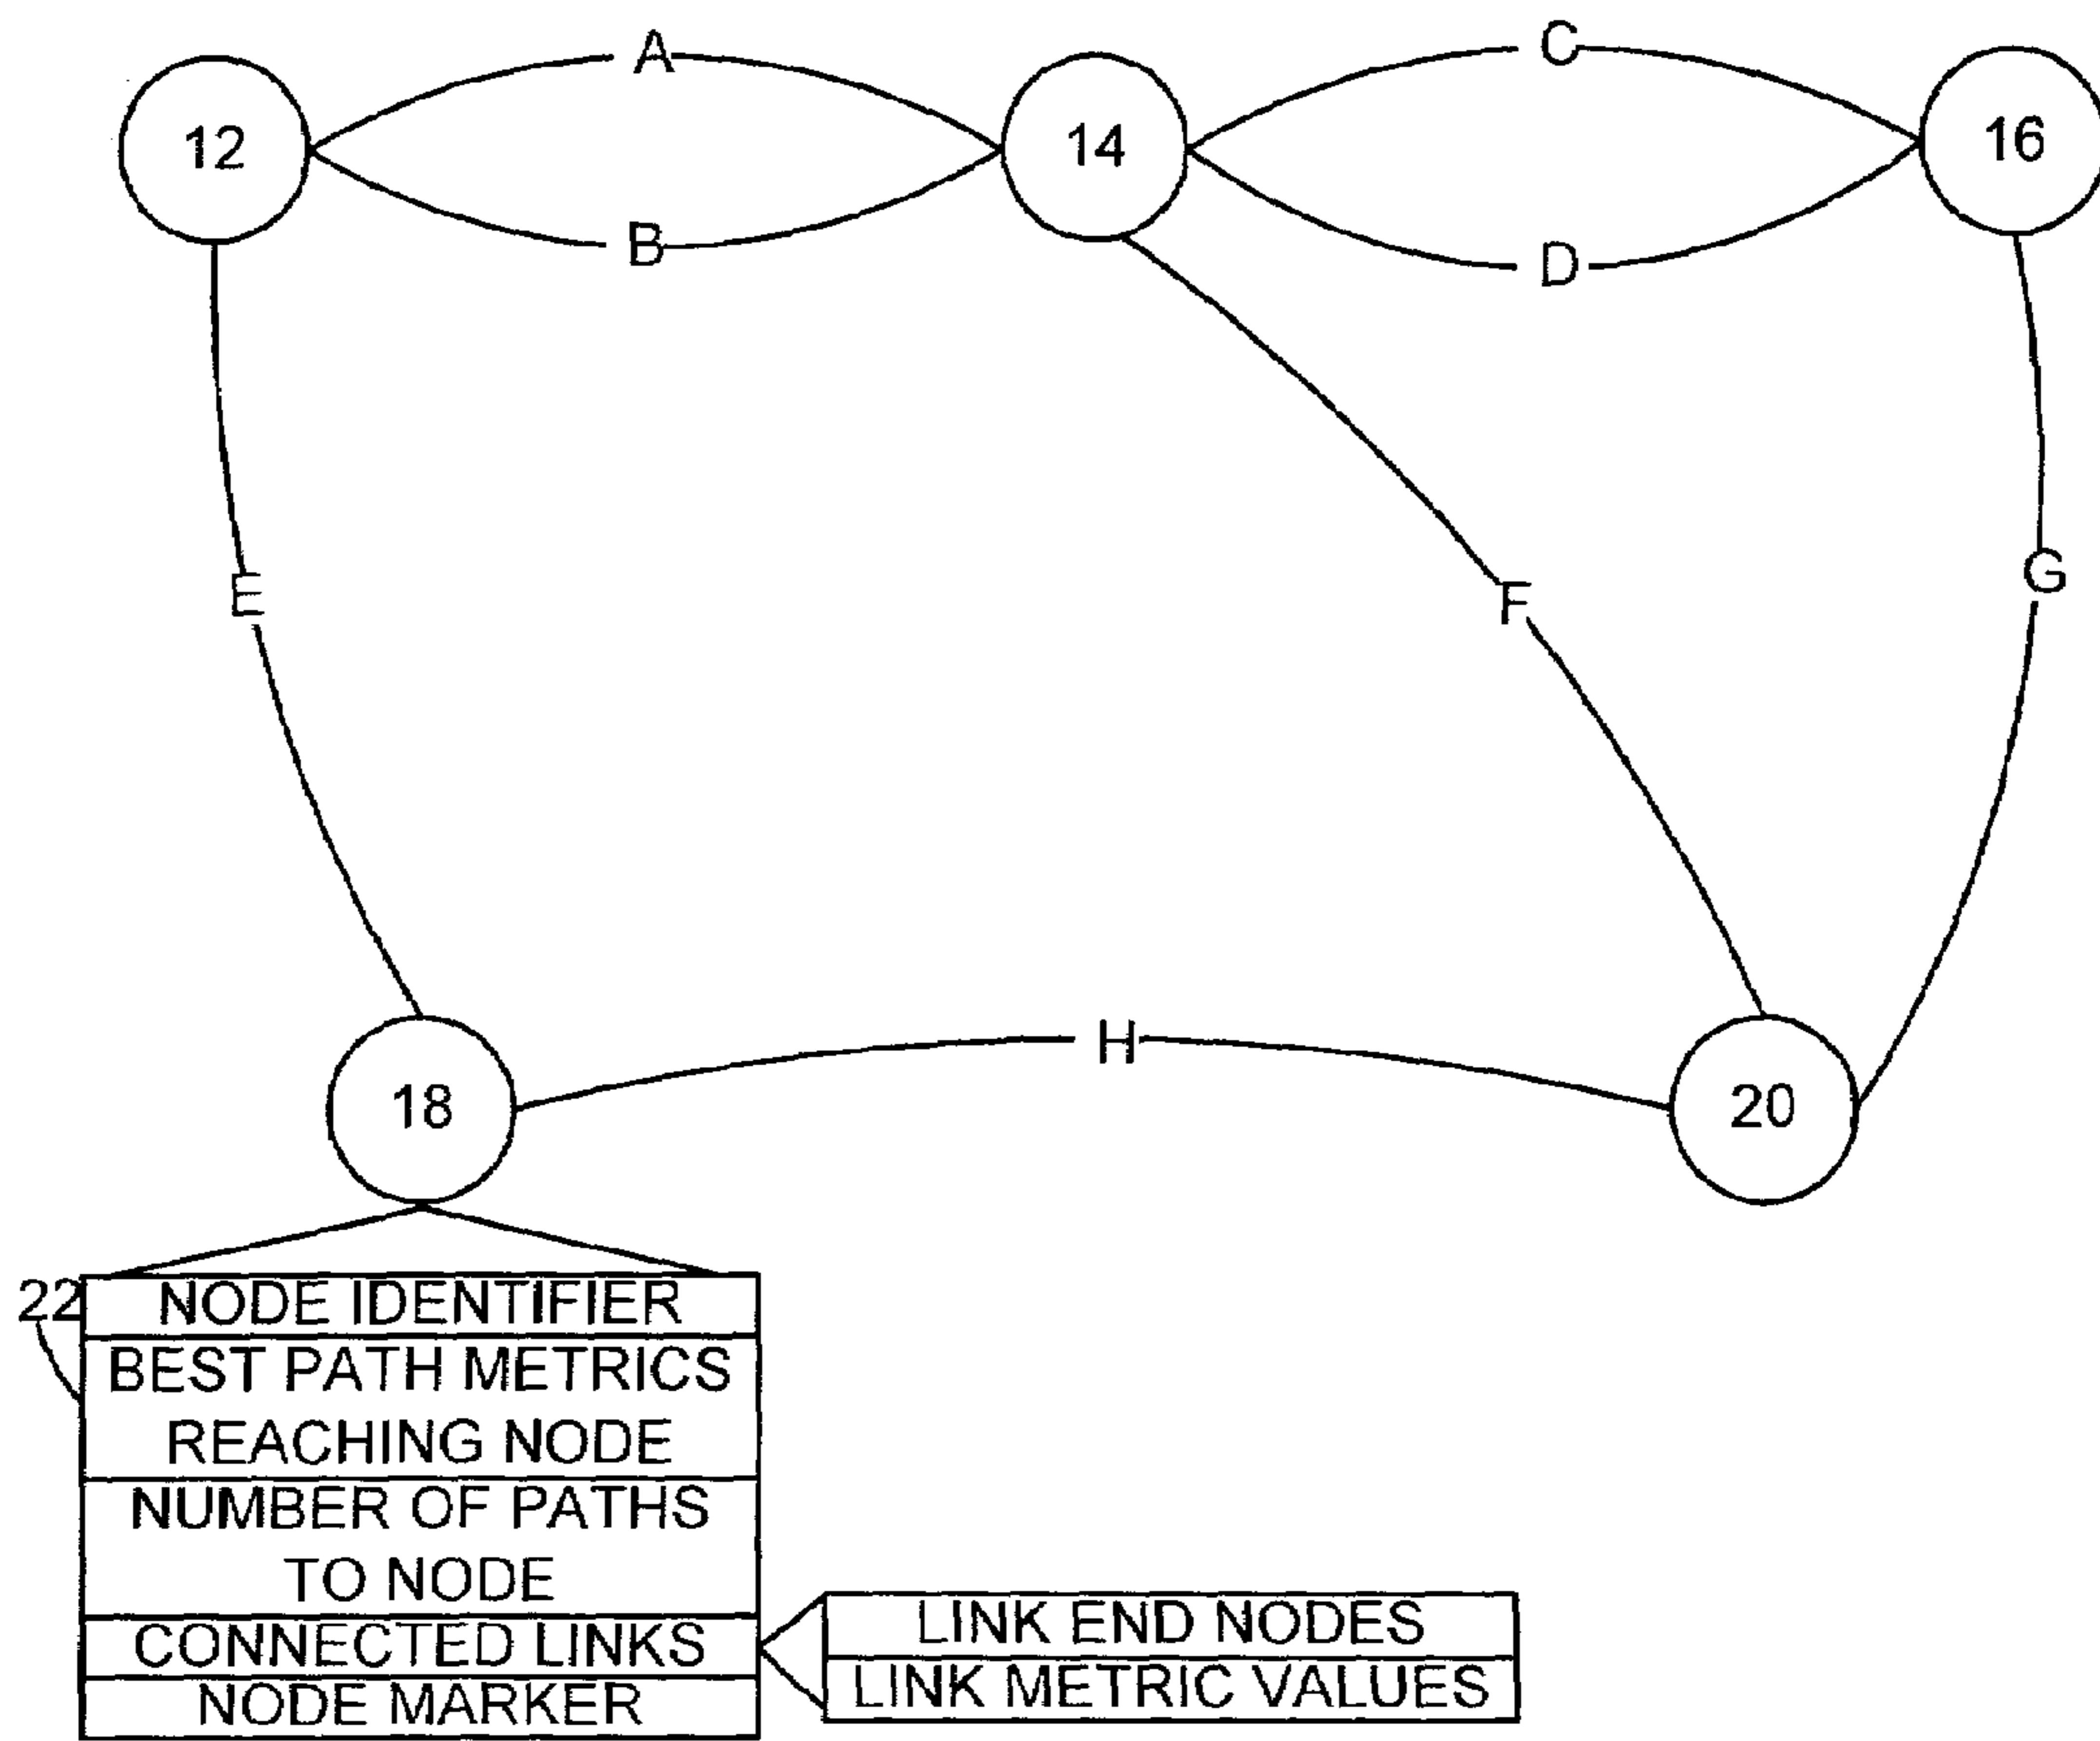 A
C
12
14
16
B
D
E
F
G
H
18
20
22
NODE IDENTIFIER
BEST PATH METRICS
REACHING NODE
NUMBER OF PATHS
TO NODE
CONNECTED LINKS
NODE MARKER
LINK END NODES
LINK METRIC VALUES